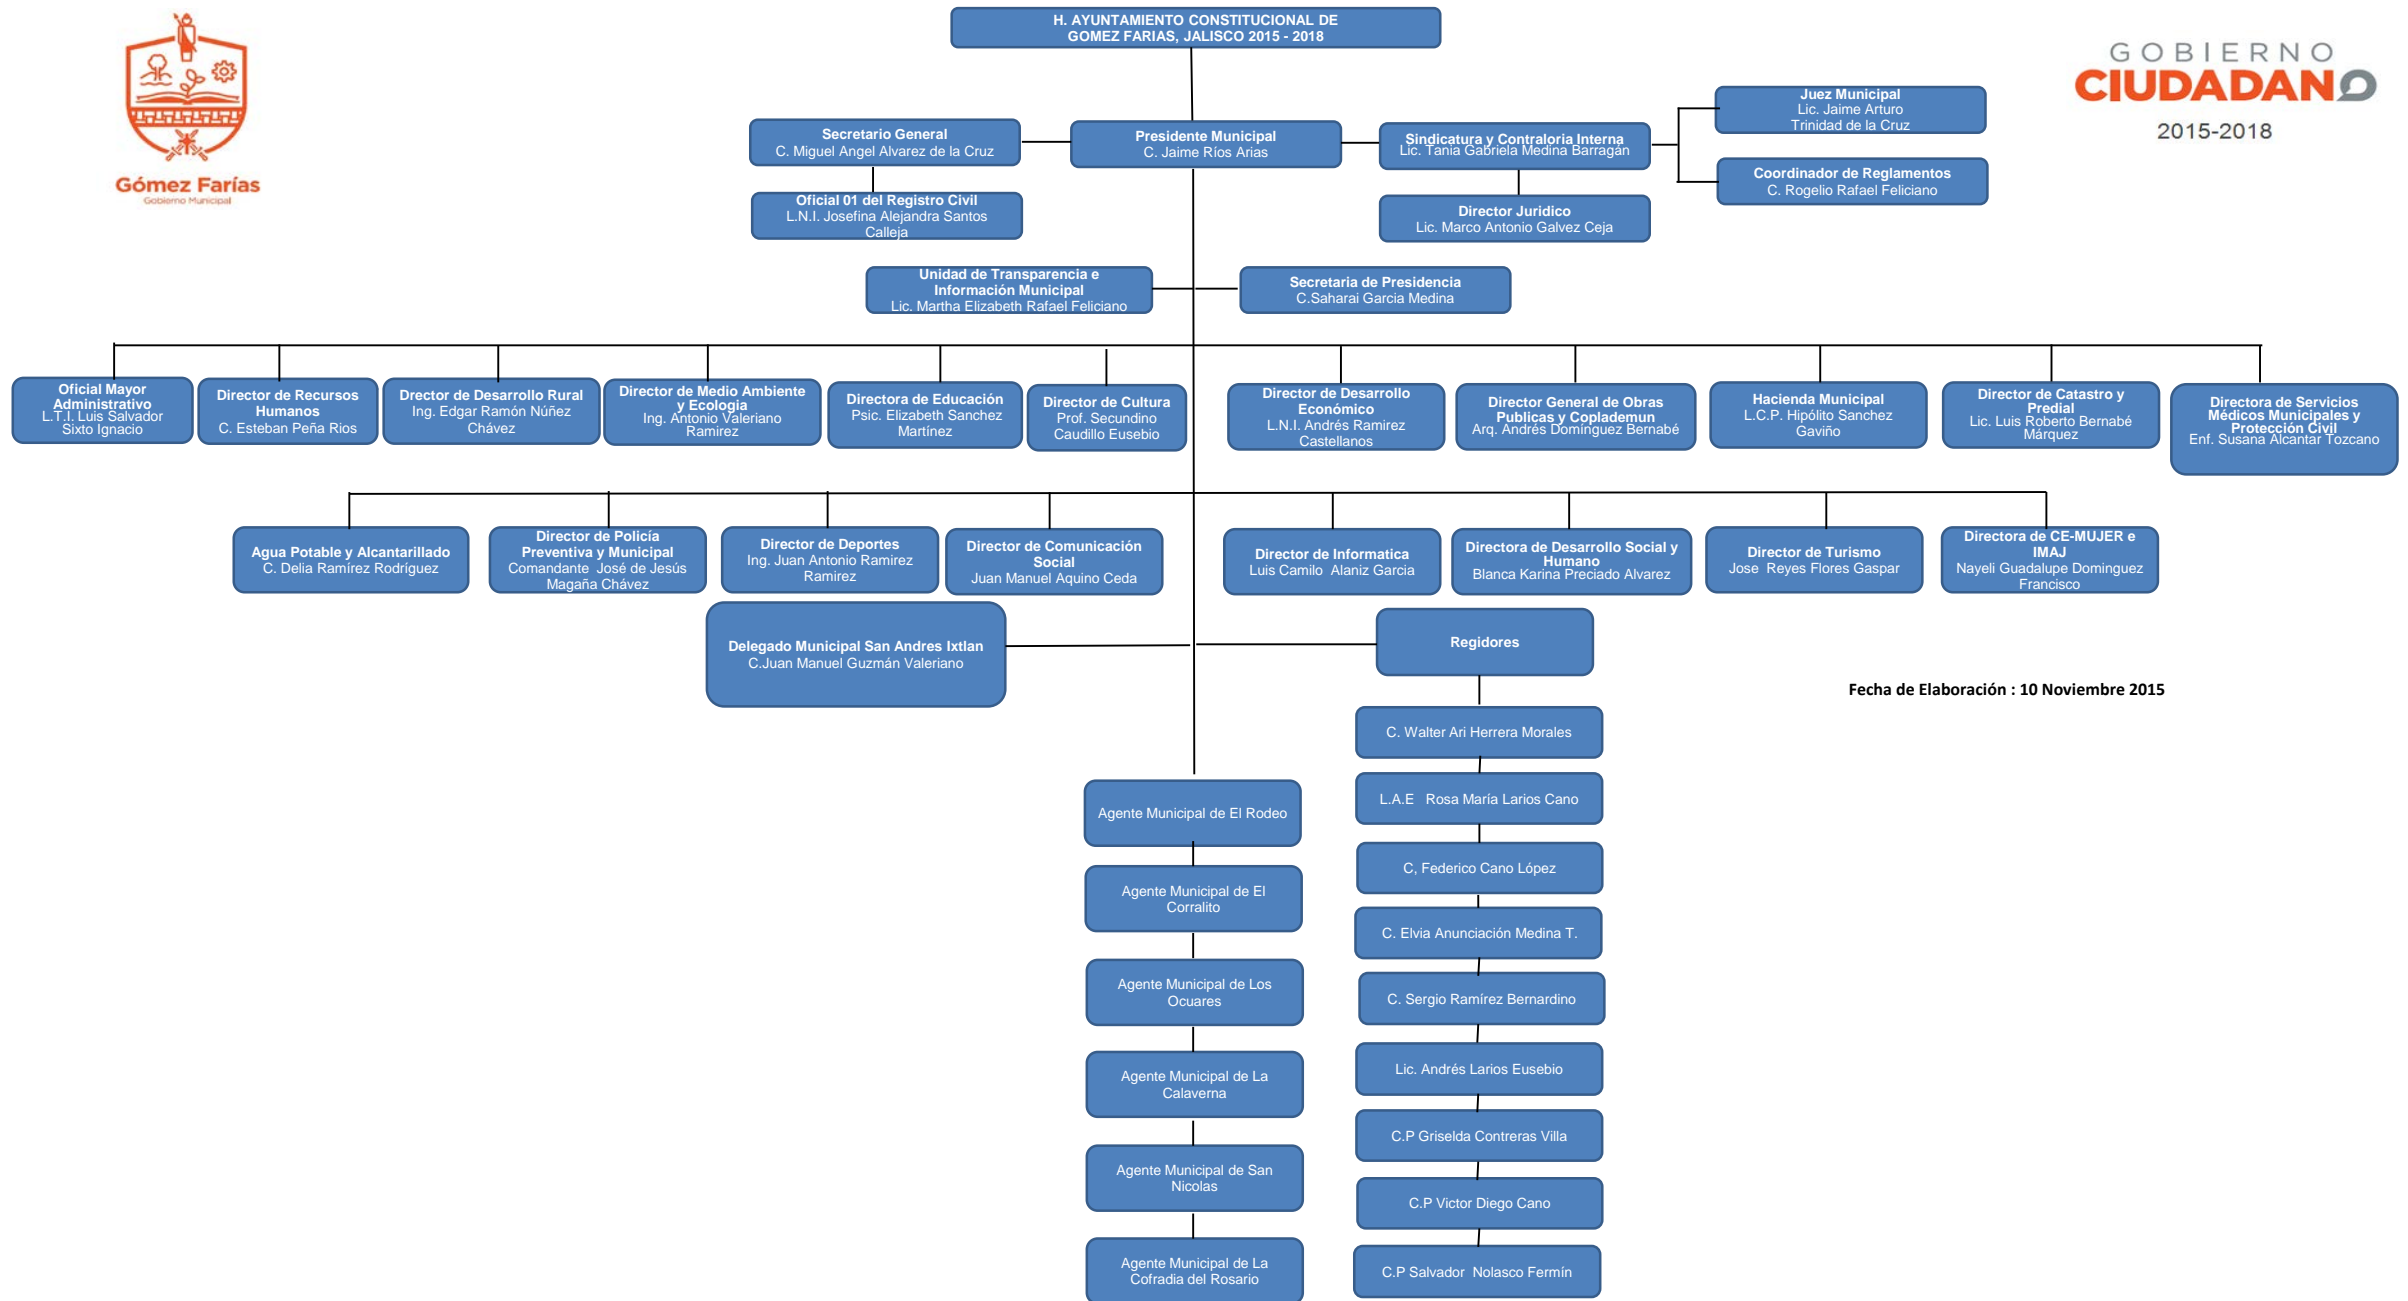 H. AYUNTAMIENTO CONSTITUCIONAL DE
GOMEZ FARIAS, JALISCO 2015 - 2018
Gómez Farías
Gobierno Municipal
GOBIERNO
CIUDADANO
2015-2018
Secretario General
C. Miguel Angel Alvarez de la Cruz
Presidente Municipal
C. Jaime Ríos Arias
Sindicatura y Contraloria Interna
Lic. Tania Gabriela Medina Barragán
Juez Municipal
Lic. Jaime Arturo
Trinidad de la Cruz
Coordinador de Reglamentos
C. Rogelio Rafael Feliciano
Oficial 01 del Registro Civil
L.N.I. Josefina Alejandra Santos
Calleja
Director Juridico
Lic. Marco Antonio Galvez Ceja
Unidad de Transparencia e
Información Municipal
Lic. Martha Elizabeth Rafael Feliciano
Secretaria de Presidencia
C.Saharai Garcia Medina
Oficial Mayor
Administrativo
L.T.I. Luis Salvador
Sixto Ignacio
Director de Recursos
Humanos
C. Esteban Peña Rios
Drector de Desarrollo Rural
Ing. Edgar Ramón Núñez
Chávez
Director de Medio Ambiente
y Ecologia
Ing. Antonio Valeriano
Ramirez
Directora de Educación
Psic. Elizabeth Sanchez
Martínez
Director de Cultura
Prof. Secundino
Caudillo Eusebio
Director de Desarrollo
Económico
L.N.I. Andrés Ramirez
Castellanos
Director General de Obras
Publicas y Coplademun
Arq. Andrés Domínguez Bernabé
Hacienda Municipal
L.C.P. Hipólito Sanchez
Gaviño
Director de Catastro y
Predial
Lic. Luis Roberto Bernabé
Márquez
Directora de Servicios
Médicos Municipales y
Protección Civil
Enf. Susana Alcantar Tozcano
Agua Potable y Alcantarillado
C. Delia Ramírez Rodríguez
Director de Policía
Preventiva y Municipal
Comandante José de Jesús
Magaña Chávez
Director de Deportes
Ing. Juan Antonio Ramirez
Ramirez
Director de Comunicación
Social
Juan Manuel Aquino Ceda
Director de Informatica
Luis Camilo Alaniz Garcia
Directora de Desarrollo Social y
Humano
Blanca Karina Preciado Alvarez
Director de Turismo
Jose Reyes Flores Gaspar
Directora de CE-MUJER e
IMAJ
Nayeli Guadalupe Dominguez
Francisco
Delegado Municipal San Andres Ixtlan
C.Juan Manuel Guzmán Valeriano
Regidores
Fecha de Elaboración : 10 Noviembre 2015
C. Walter Ari Herrera Morales
L.A.E Rosa María Larios Cano
C, Federico Cano López
C. Elvia Anunciación Medina T.
C. Sergio Ramírez Bernardino
Lic. Andrés Larios Eusebio
C.P Griselda Contreras Villa
C.P Victor Diego Cano
C.P Salvador Nolasco Fermín
Agente Municipal de El Rodeo
Agente Municipal de El
Corralito
Agente Municipal de Los
Ocuares
Agente Municipal de La
Calaverna
Agente Municipal de San
Nicolas
Agente Municipal de La
Cofradia del Rosario